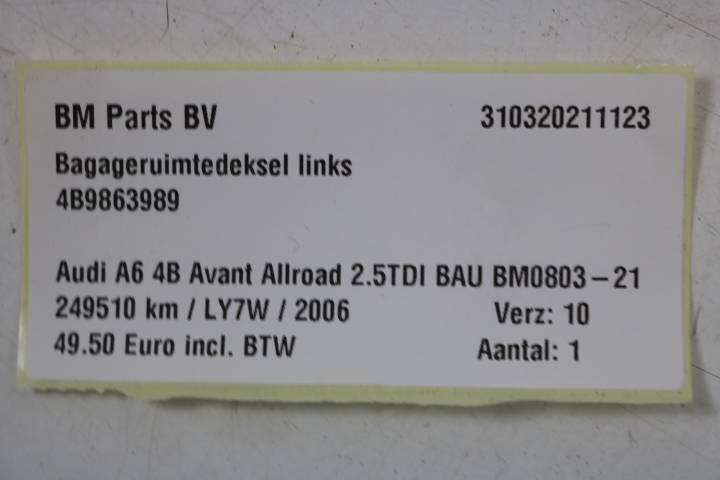 BM Parts BV 310320211123
Bagageruimtedeksel links
4B9863989
Audi A6 4B Avant Allroad 2.5TDI BAU BM0803-21
249510 km / LY7W / 2006 Verz: 10
49.50 Euro incl. BTW Aantal: 1